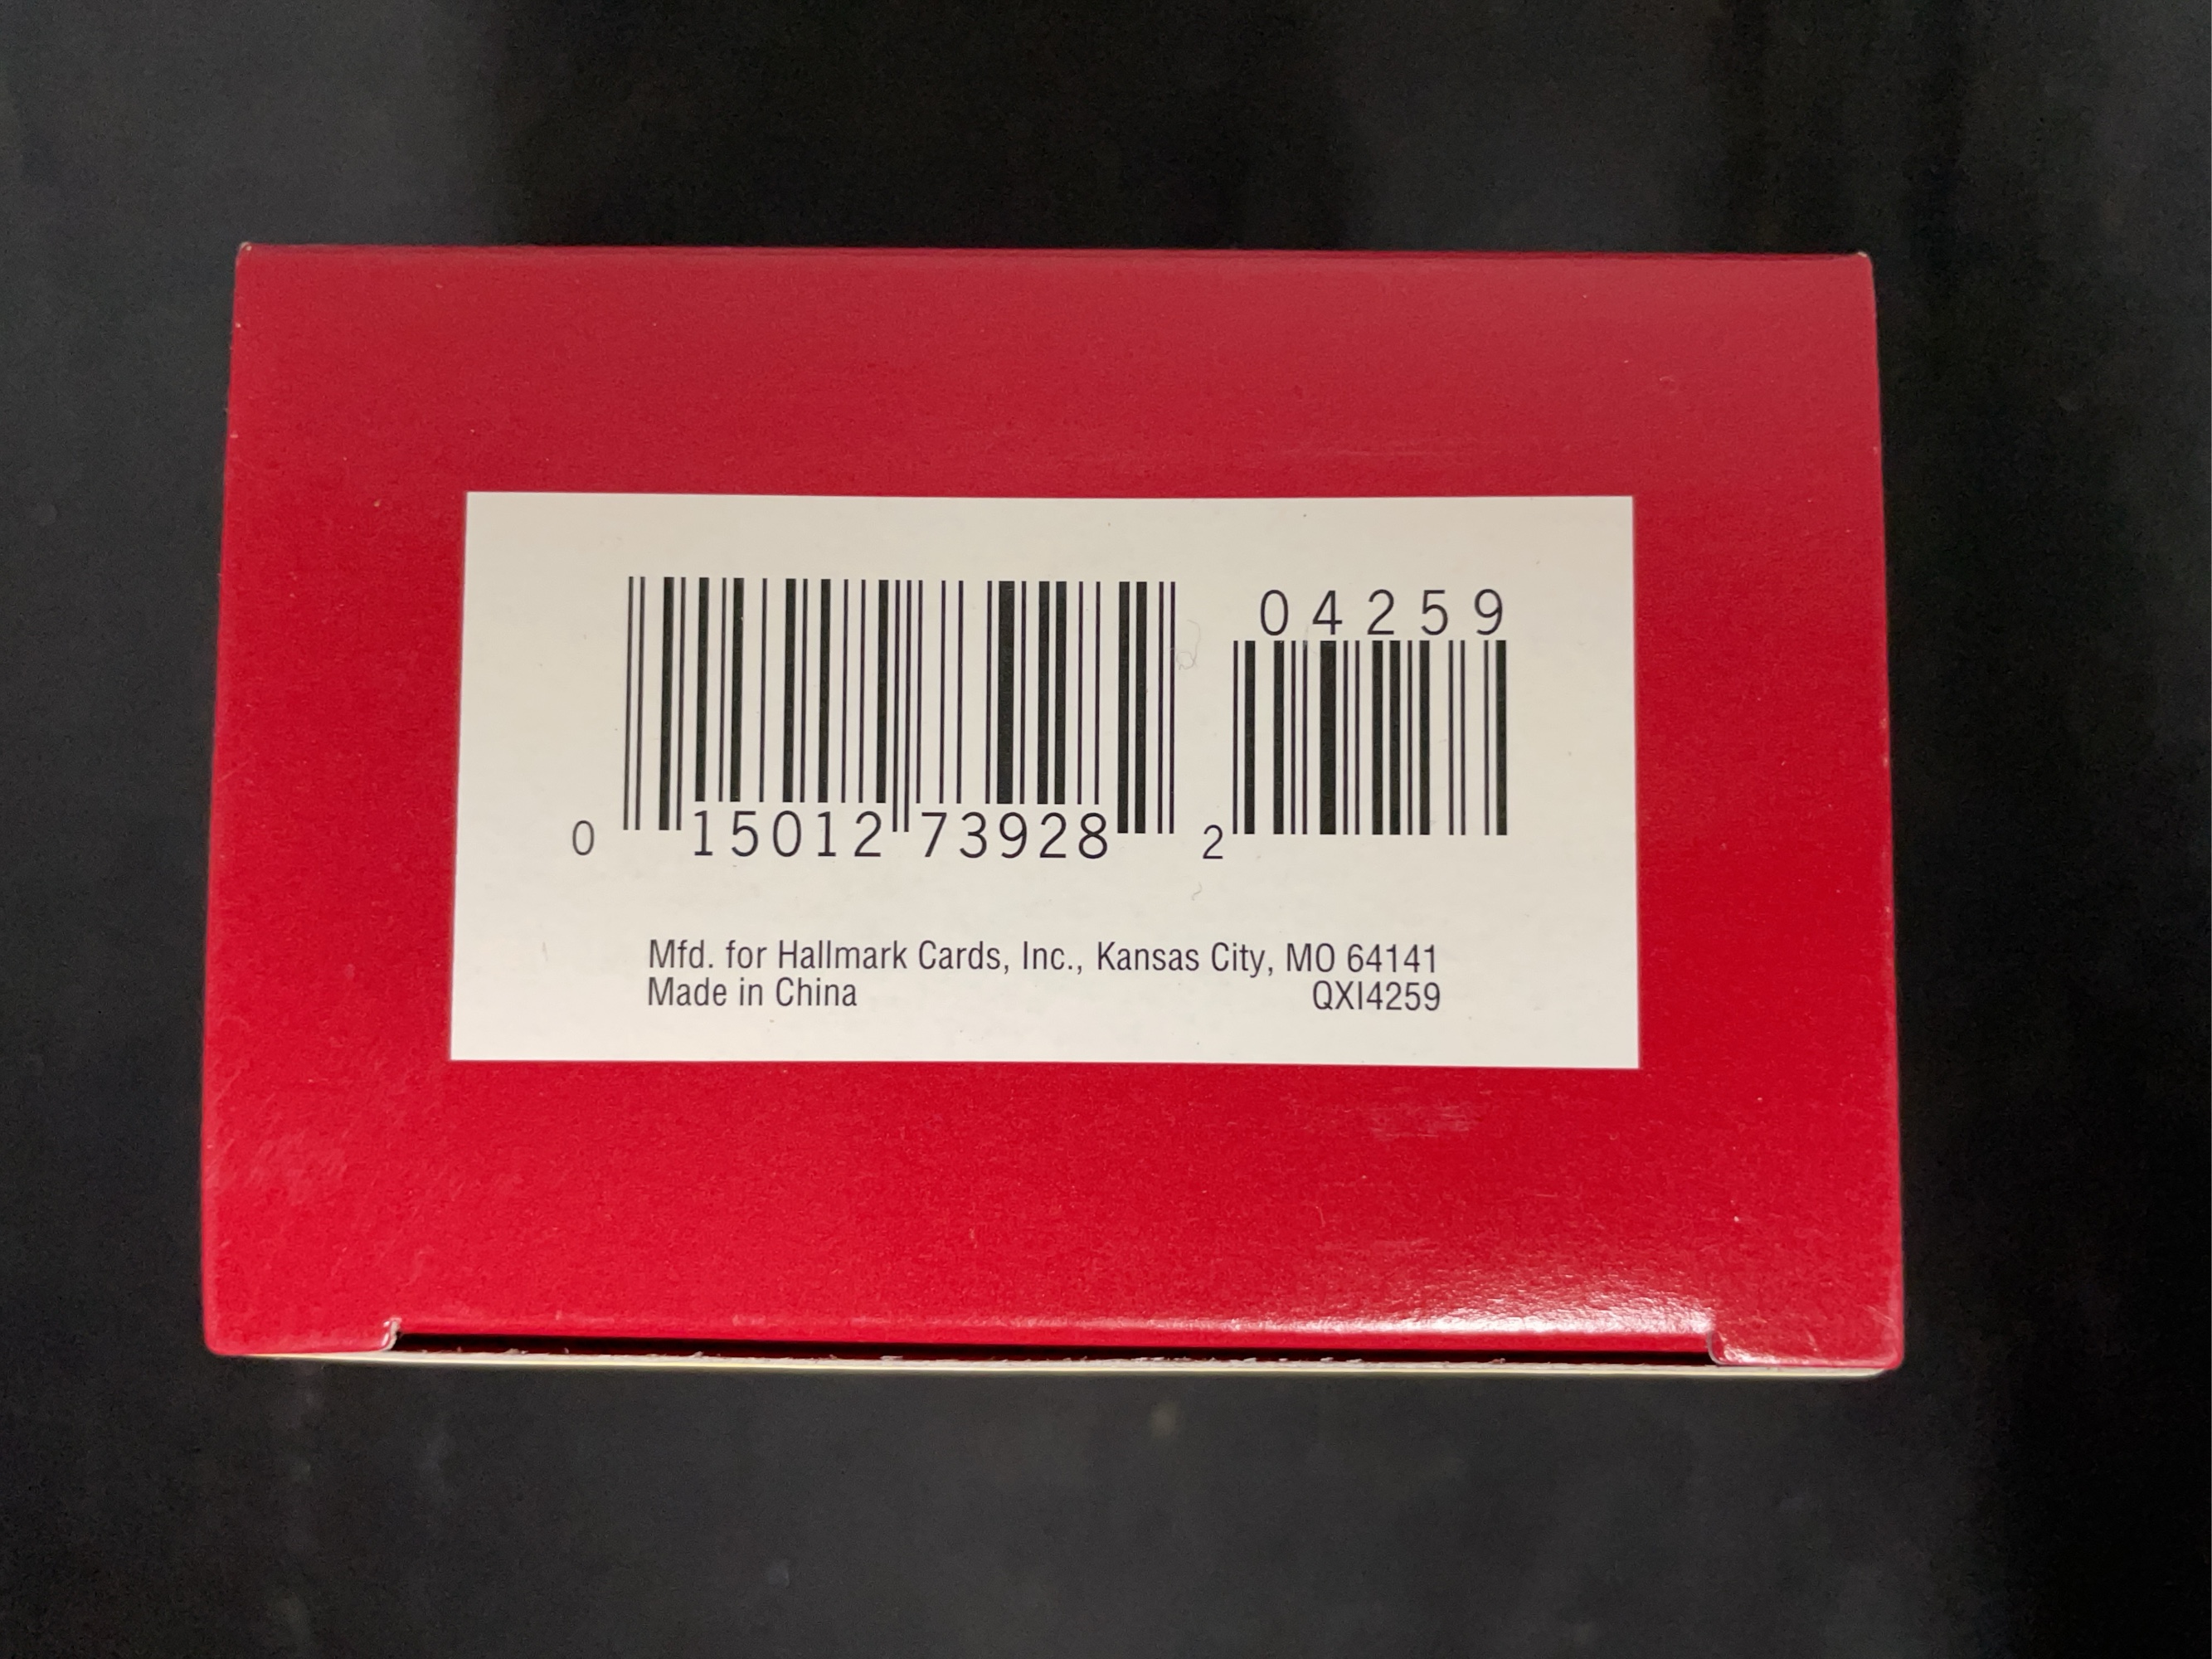 04259
0 15012 73928 2
Mfd. for Hallmark Cards, Inc., Kansas City, MO 64141
Made in China QXI4259